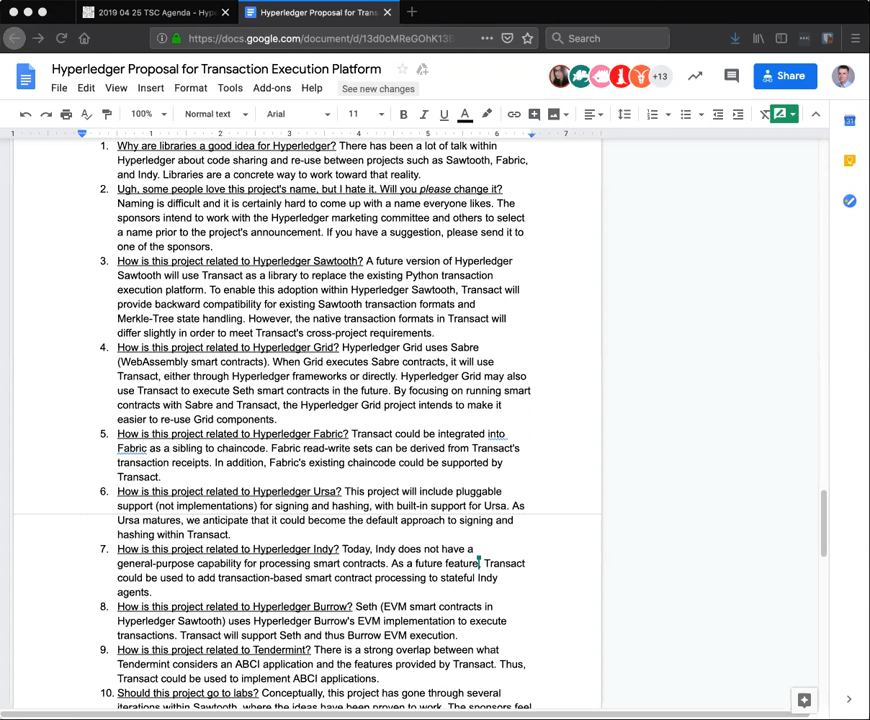 2019 04 25 TSC Agenda - Hype
Hyperledger Proposal for Trans
https://docs.google.com/document/d/13d0cMReGOhK13
Search
Hyperledger Proposal for Transaction Execution Platform
File Edit View Insert Format Tools Add-ons Help See new changes
+13
Share
100% Normal text Arial 11
1 1 2 3 4 5 6 7
1. Why are libraries a good idea for Hyperledger? There has been a lot of talk within
Hyperledger about code sharing and re-use between projects such as Sawtooth, Fabric,
and Indy. Libraries are a concrete way to work toward that reality.
2. Ugh, some people love this project's name, but I hate it. Will you please change it?
Naming is difficult and it is certainly hard to come up with a name everyone likes. The
sponsors intend to work with the Hyperledger marketing committee and others to select
a name prior to the project's announcement. If you have a suggestion, please send it to
one of the sponsors.
3. How is this project related to Hyperledger Sawtooth? A future version of Hyperledger
Sawtooth will use Transact as a library to replace the existing Python transaction
execution platform. To enable this adoption within Hyperledger Sawtooth, Transact will
provide backward compatibility for existing Sawtooth transaction formats and
Merkle-Tree state handling. However, the native transaction formats in Transact will
differ slightly in order to meet Transact's cross-project requirements.
4. How is this project related to Hyperledger Grid? Hyperledger Grid uses Sabre
(WebAssembly smart contracts). When Grid executes Sabre contracts, it will use
Transact, either through Hyperledger frameworks or directly. Hyperledger Grid may also
use Transact to execute Seth smart contracts in the future. By focusing on running smart
contracts with Sabre and Transact, the Hyperledger Grid project intends to make it
easier to re-use Grid components.
5. How is this project related to Hyperledger Fabric? Transact could be integrated into
Fabric as a sibling to chaincode. Fabric read-write sets can be derived from Transact's
transaction receipts. In addition, Fabric's existing chaincode could be supported by
Transact.
6. How is this project related to Hyperledger Ursa? This project will include pluggable
support (not implementations) for signing and hashing, with built-in support for Ursa. As
Ursa matures, we anticipate that it could become the default approach to signing and
hashing within Transact.
7. How is this project related to Hyperledger Indy? Today, Indy does not have a
general-purpose capability for processing smart contracts. As a future feature, Transact
could be used to add transaction-based smart contract processing to stateful Indy
agents.
8. How is this project related to Hyperledger Burrow? Seth (EVM smart contracts in
Hyperledger Sawtooth) uses Hyperledger Burrow's EVM implementation to execute
transactions. Transact will support Seth and thus Burrow EVM execution.
9. How is this project related to Tendermint? There is a strong overlap between what
Tendermint considers an ABCI application and the features provided by Transact. Thus,
Transact could be used to implement ABCI applications.
10. Should this project go to labs? Conceptually, this project has gone through several
iterations within Sawtooth, where the ideas have been proven to work. The sponsors feel